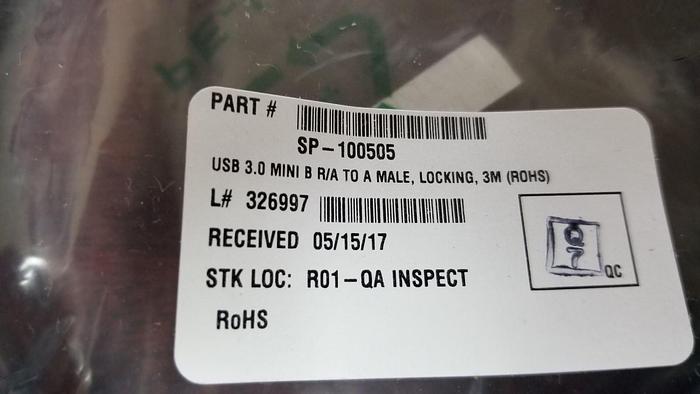 PART #
SP-100505
USB 3.0 MINI B R/A TO A MALE, LOCKING, 3M (ROHS)
L# 326997
RECEIVED 05/15/17
STK LOC: R01-QA INSPECT
RoHS
Q
7
QC